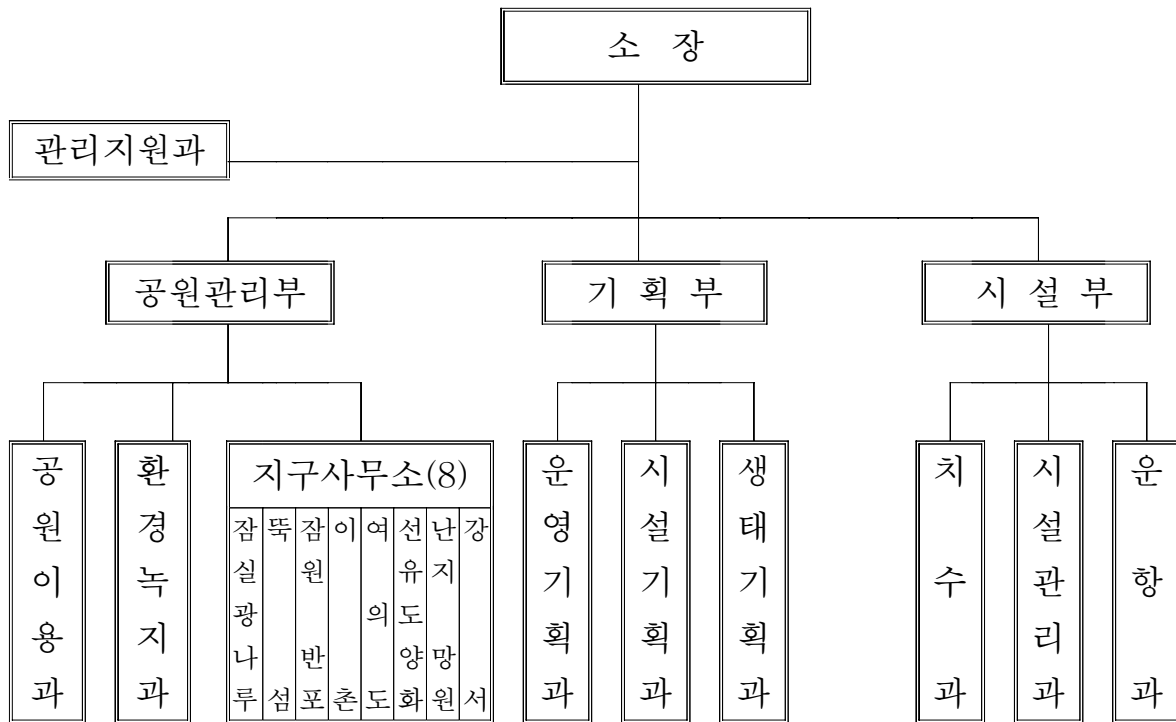 소 장
관리지원과
공원관리부
기 획 부
시 설 부
공원이용과
환경녹지과
지구사무소(8)
잠실광나루
뚝섬
잠원 반포
이촌
여의도
선유도양화
난지 망원
강서
운영기획과
시설기획과
생태기획과
치수과
시설관리과
운항과